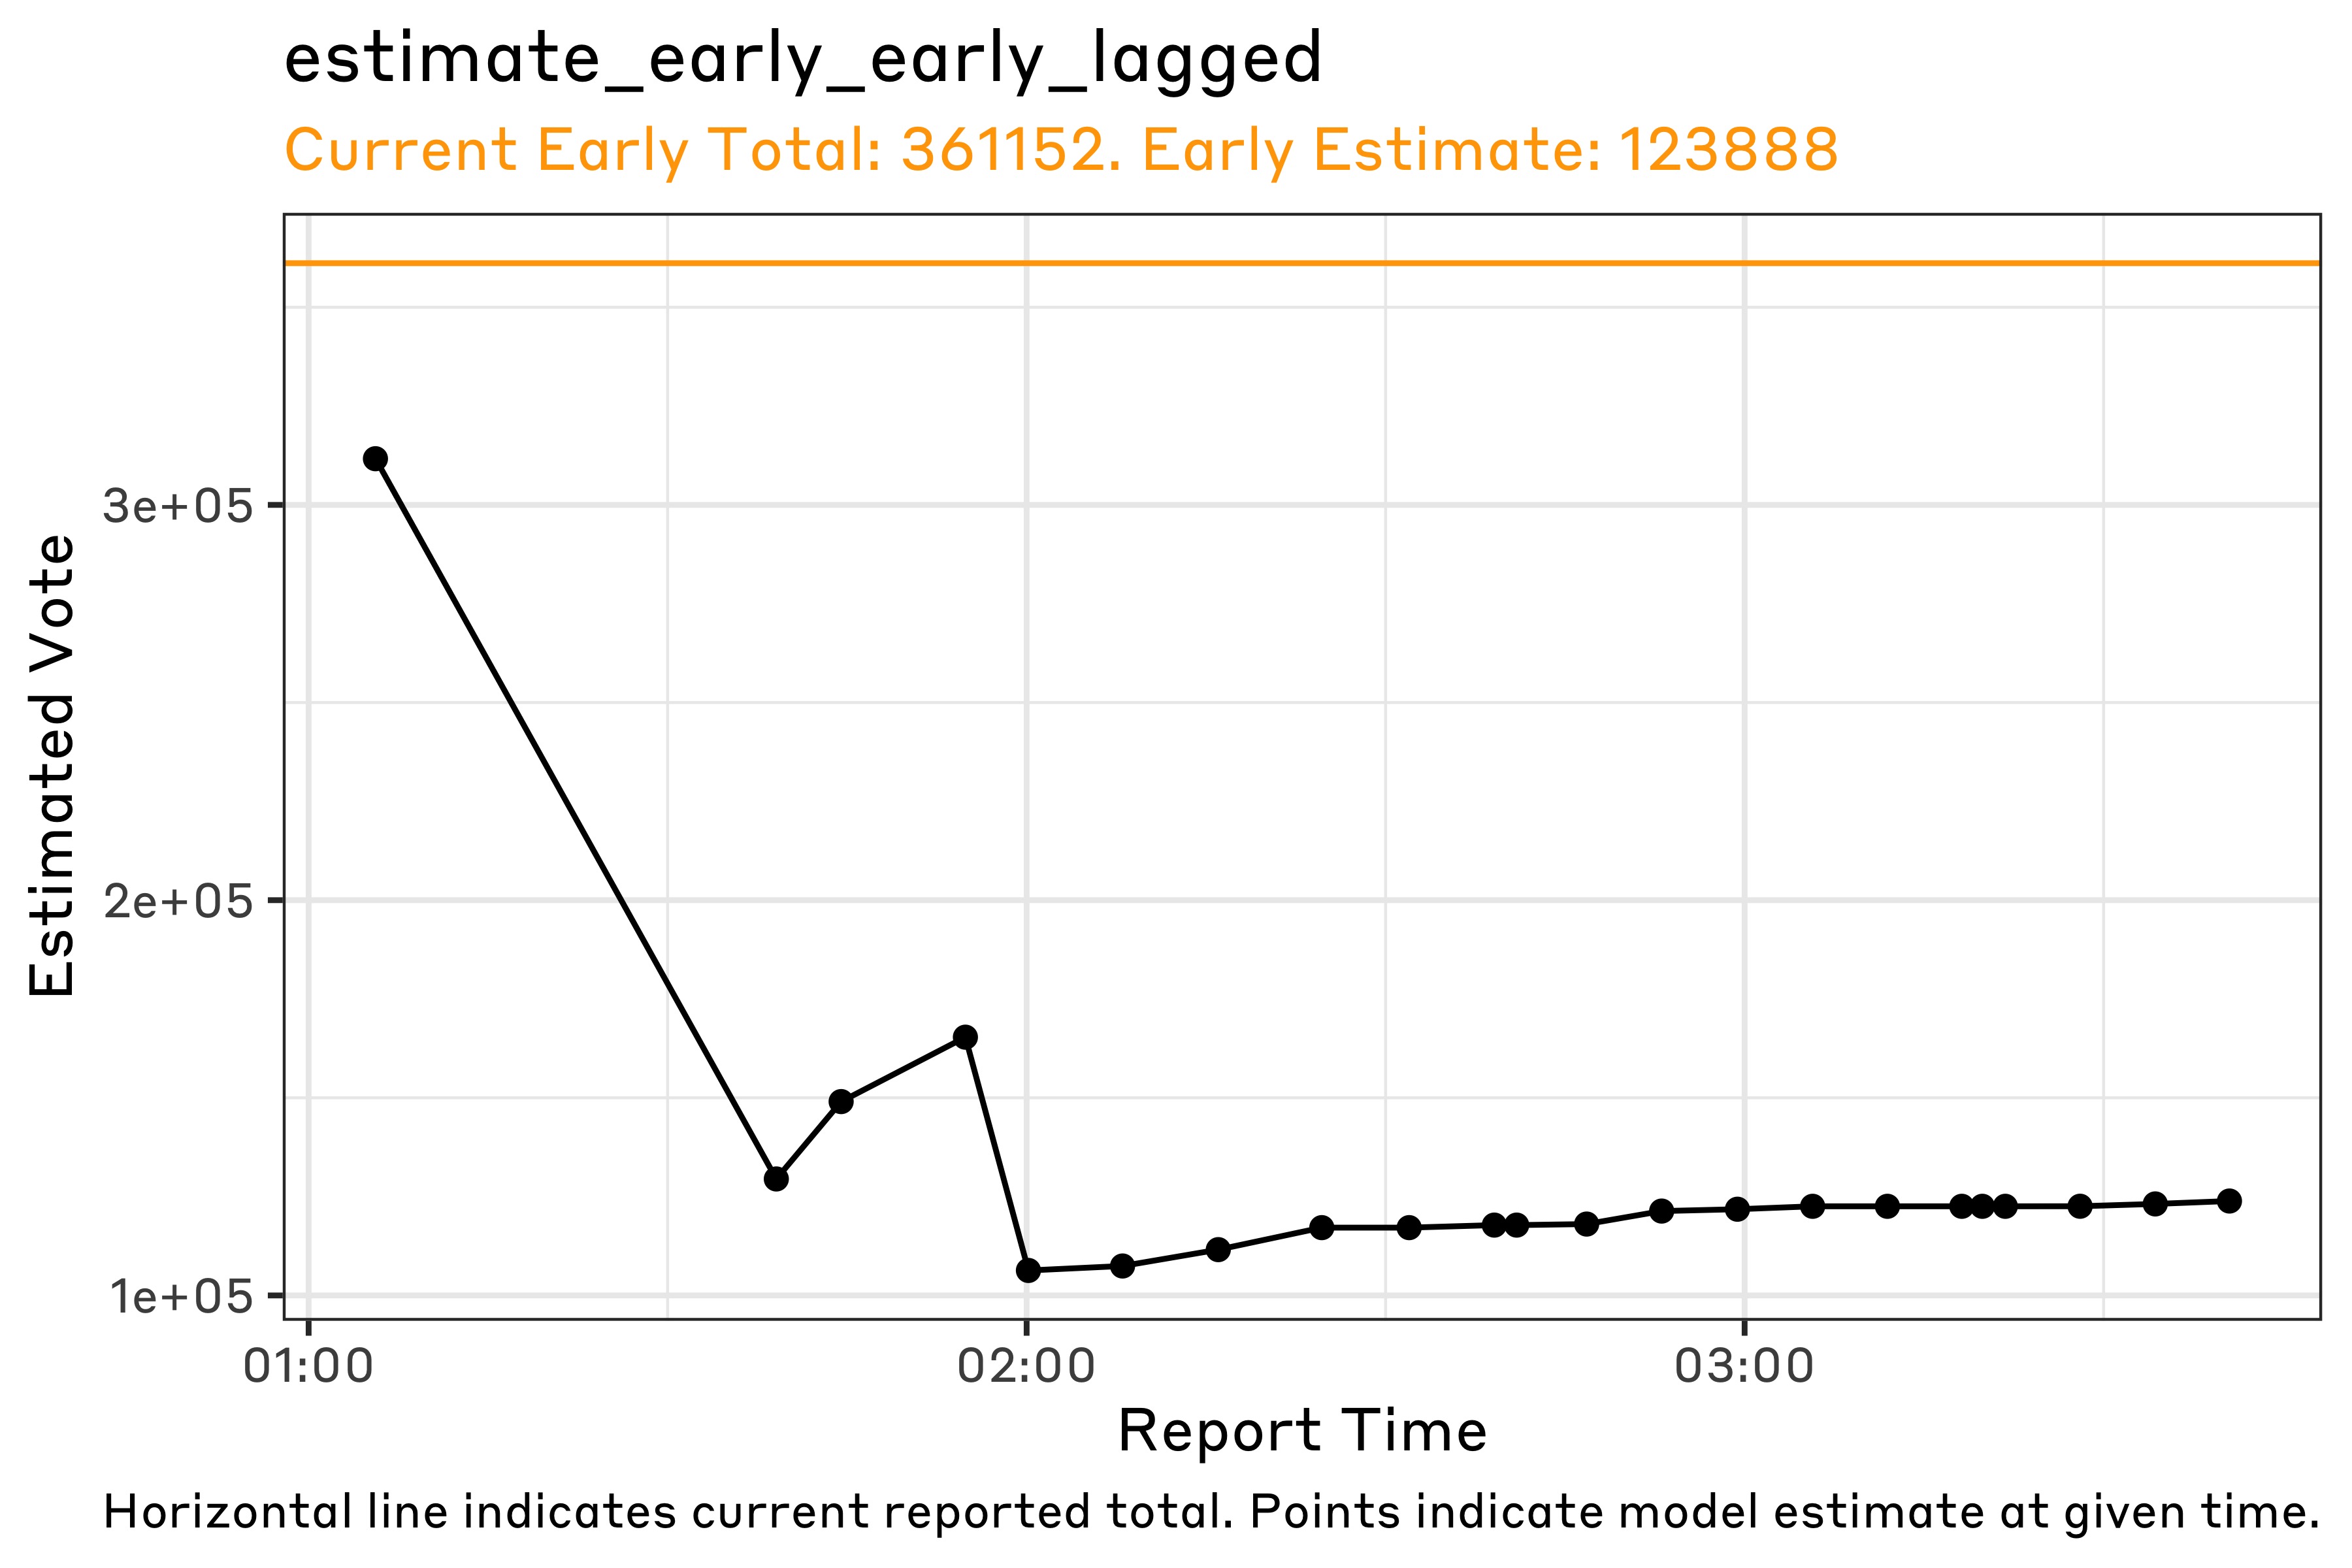 estimate_early_early_lagged
Current Early Total: 361152. Early Estimate: 123888
Estimated Vote
3e+05
2e+05
1e+05
01:00
02:00
03:00
Report Time
Horizontal line indicates current reported total. Points indicate model estimate at given time.